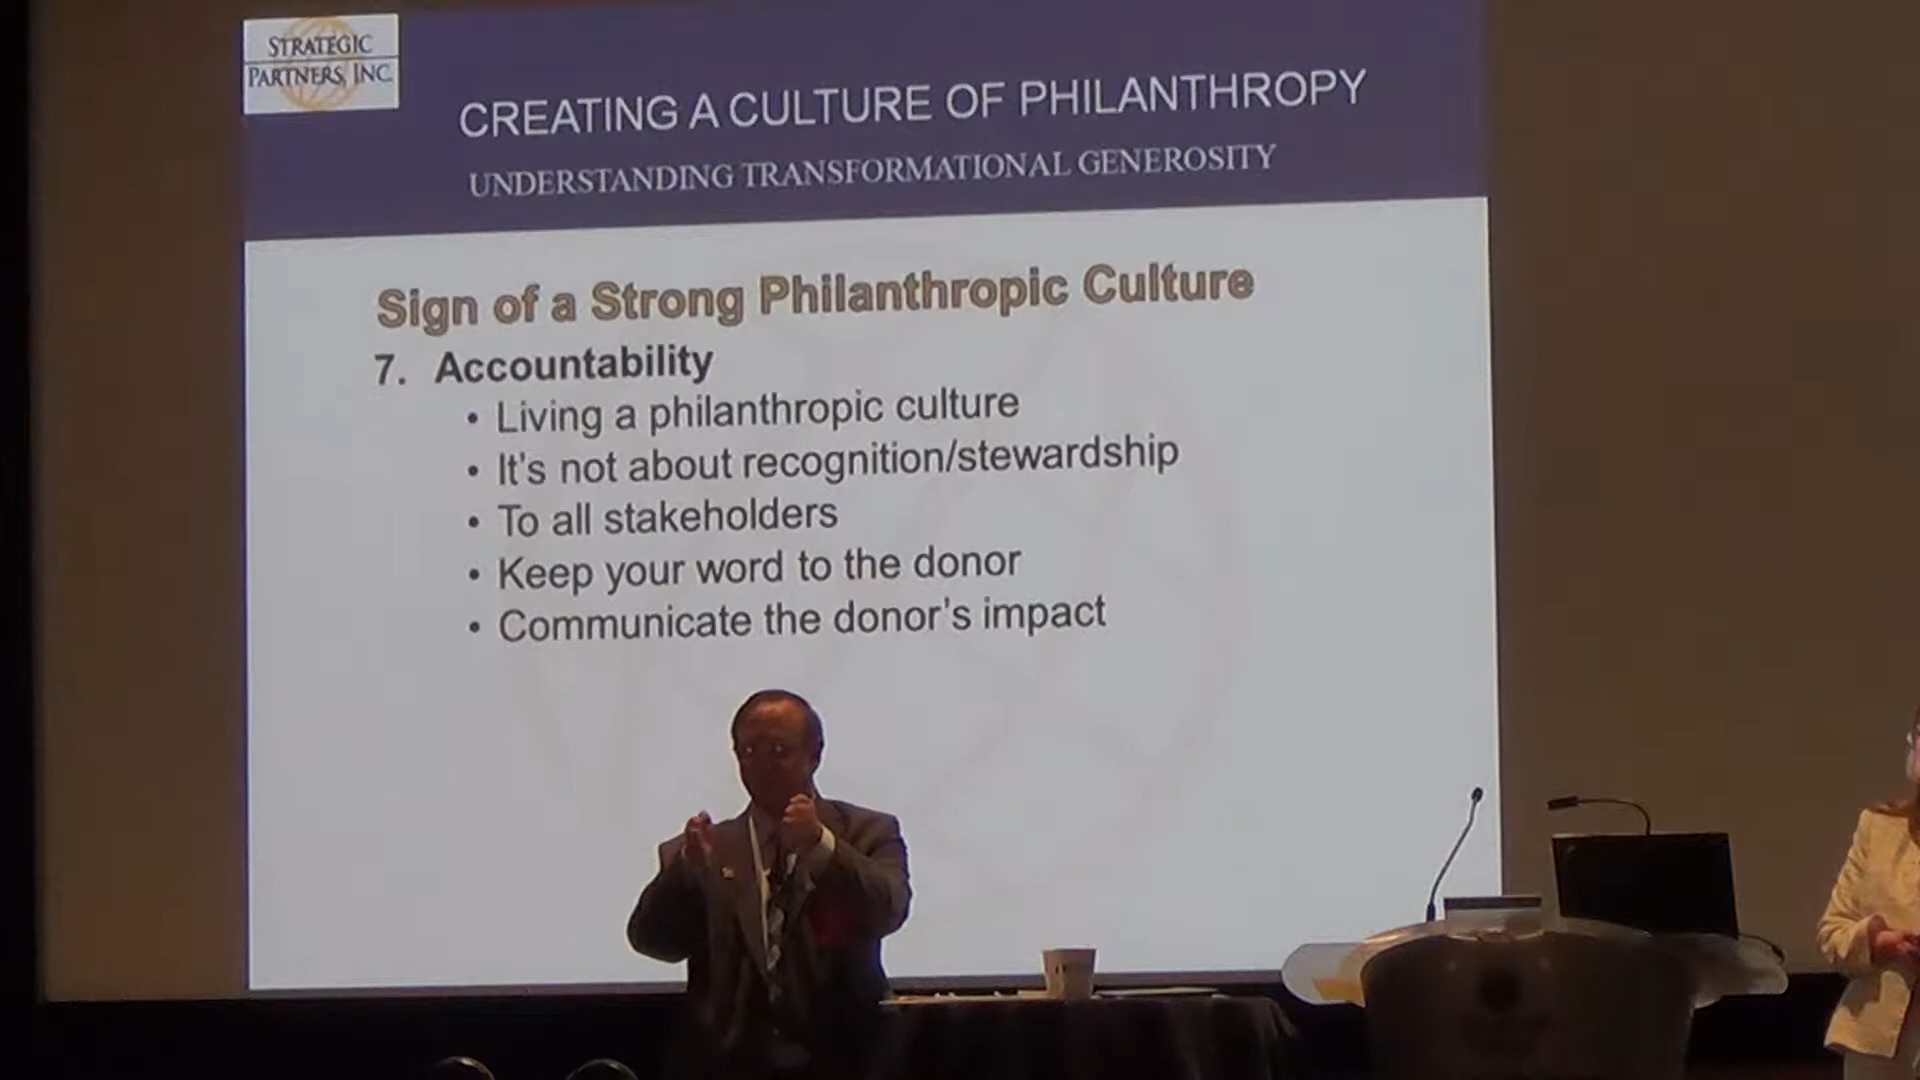 STRATEGIC
PARTNERS, INC.
CREATING A CULTURE OF PHILANTHROPY
UNDERSTANDING TRANSFORMATIONAL GENEROSITY
Sign of a Strong Philanthropic Culture
7. Accountability
• Living a philanthropic culture
• It's not about recognition/stewardship
• To all stakeholders
• Keep your word to the donor
• Communicate the donor's impact